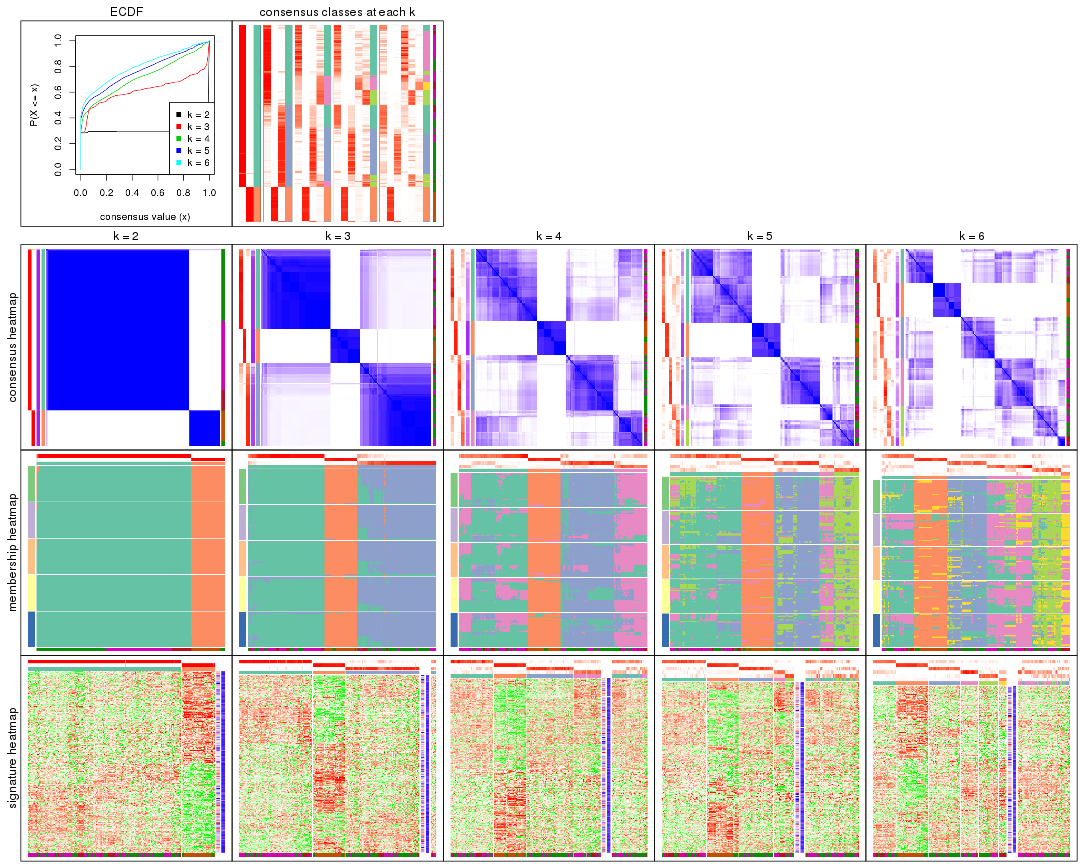 ECDF
consensus classes at each k
P(X <= x)
0.0 0.2 0.4 0.6 0.8 1.0
k = 2
k = 3
k = 4
k = 5
k = 6
0.0 0.2 0.4 0.6 0.8 1.0
consensus value (x)
k = 2 k = 3 k = 4 k = 5 k = 6
consensus heatmap
membership heatmap
signature heatmap